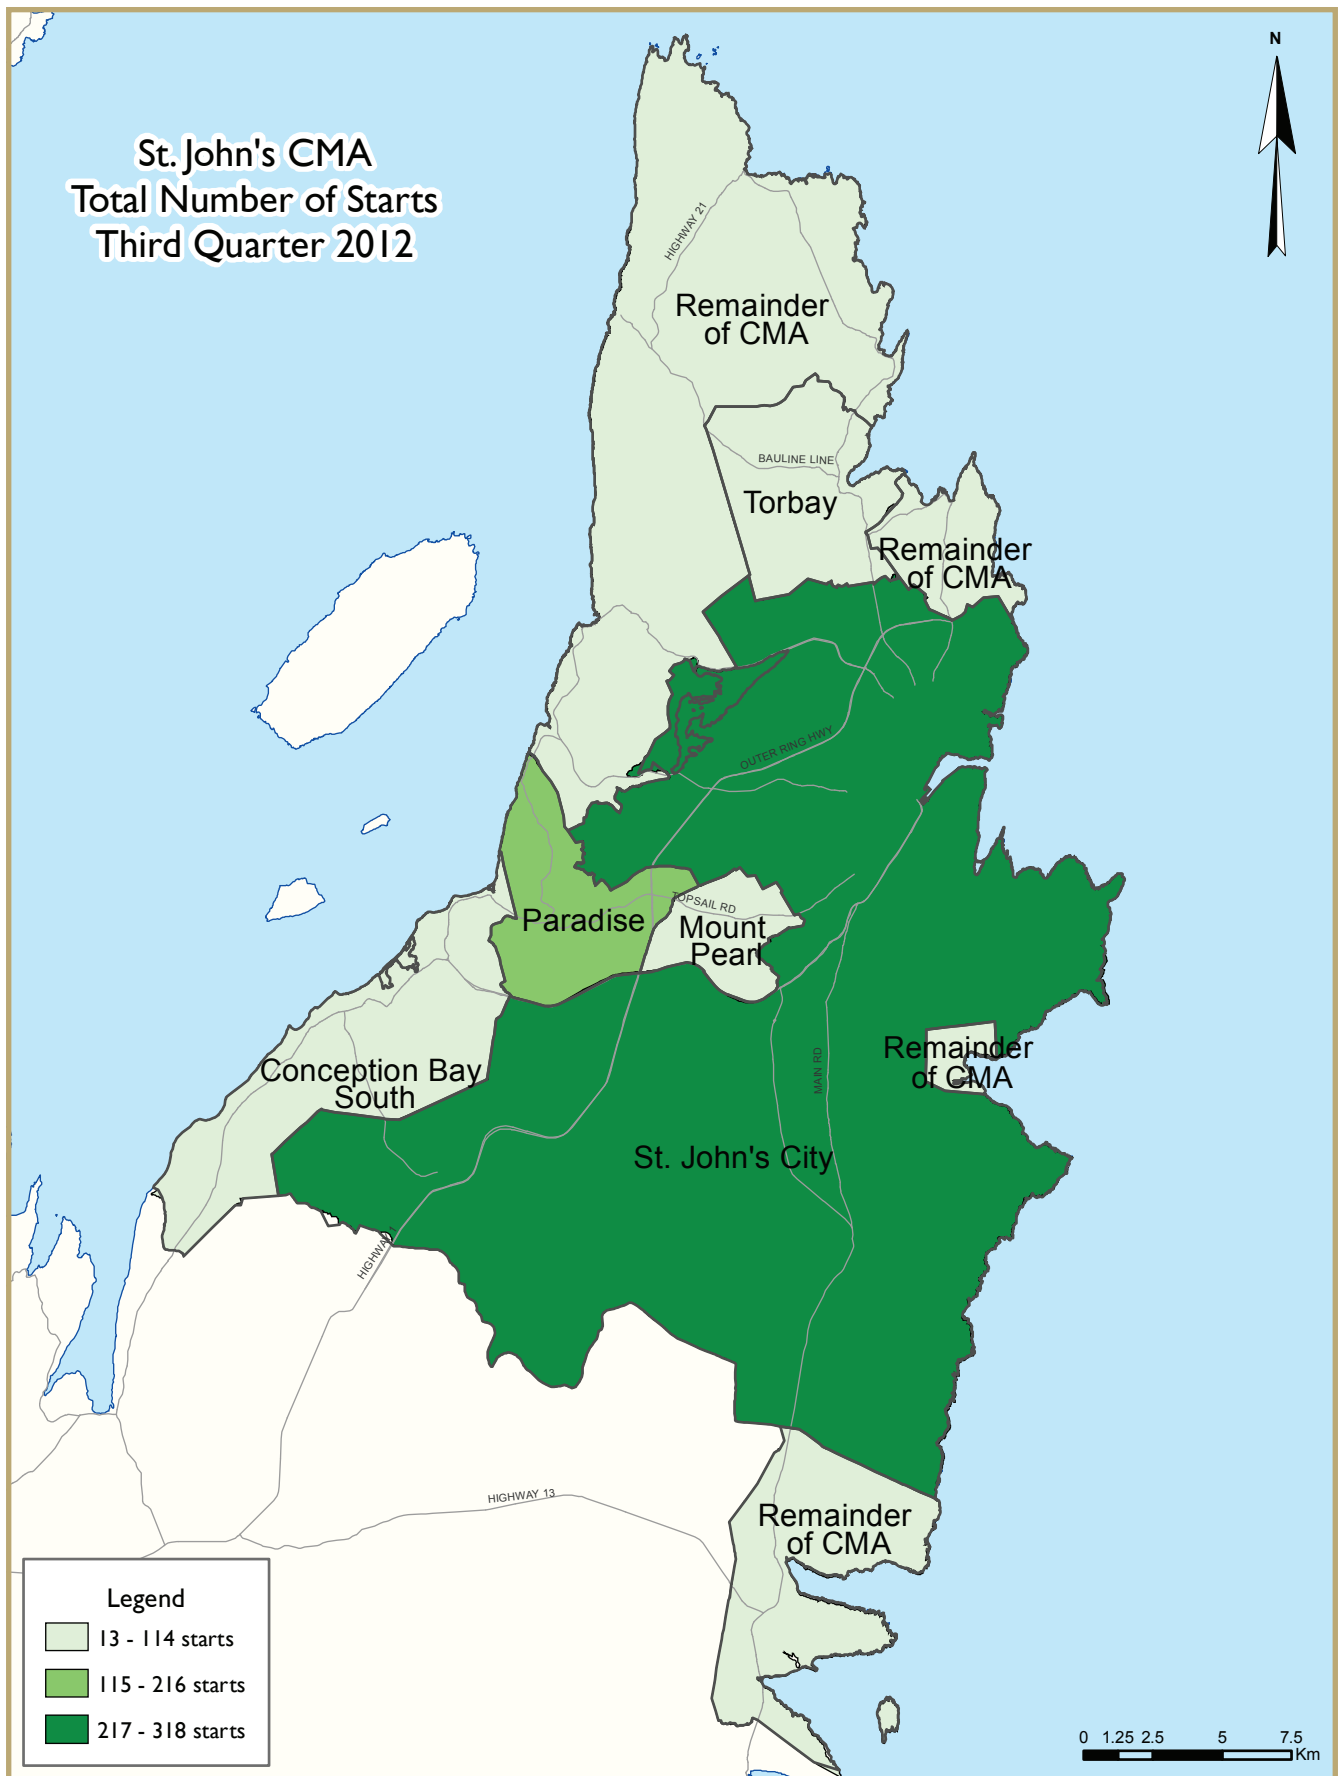 N
St. John's CMA
Total Number of Starts
Third Quarter 2012
HIGHWAY 21
Remainder
of CMA
BAULINE LINE
Torbay
Remainder
of CMA
OUTER RING HWY
TOPSAIL RD
Paradise
Mount
Pearl
Conception Bay
South
MAIN RD
Remainder
of CMA
St. John's City
HIGHWAY 1
HIGHWAY 13
Remainder
of CMA
Legend
13 - 114 starts
115 - 216 starts
217 - 318 starts
0 1.25 2.5 5 7.5
Km